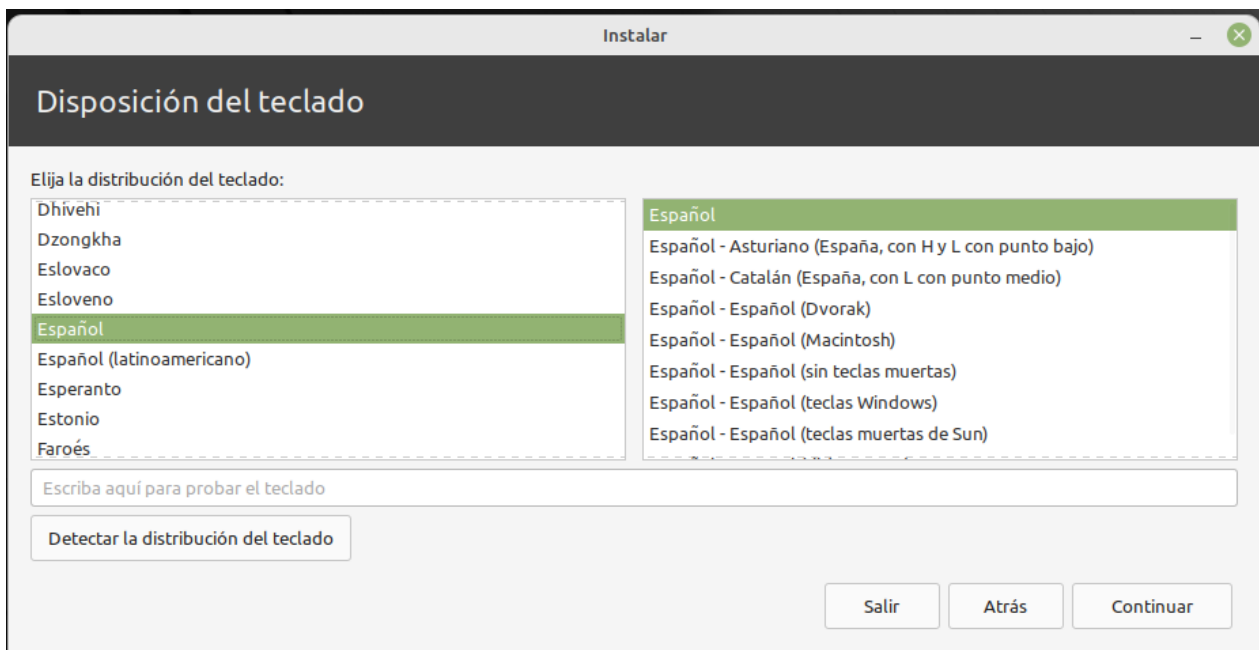 Instalar
Disposición del teclado
Elija la distribución del teclado:
Dhivehi
Dzongkha
Eslovaco
Esloveno
Español
Español (latinoamericano)
Esperanto
Estonio
Faroés
Español
Español - Asturiano (España, con H y L con punto bajo)
Español - Catalán (España, con L con punto medio)
Español - Español (Dvorak)
Español - Español (Macintosh)
Español - Español (sin teclas muertas)
Español - Español (teclas Windows)
Español - Español (teclas muertas de Sun)
Escriba aquí para probar el teclado
Detectar la distribución del teclado
Salir
Atrás
Continuar